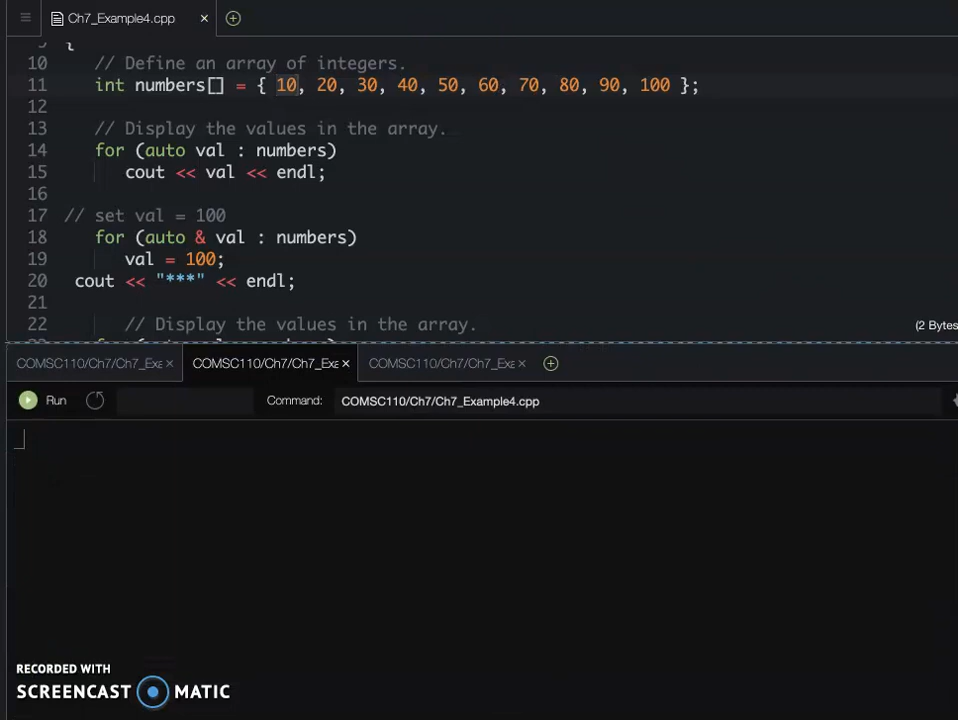 Ch7_Example4.cpp ×
9 {
10 // Define an array of integers.
11 int numbers[] = { 10, 20, 30, 40, 50, 60, 70, 80, 90, 100 };
12
13 // Display the values in the array.
14 for (auto val : numbers)
15 cout << val << endl;
16
17 // set val = 100
18 for (auto & val : numbers)
19 val = 100;
20 cout << "***" << endl;
21
22 // Display the values in the array.
(2 Bytes
COMSC110/Ch7/Ch7_Exa × COMSC110/Ch7/Ch7_Exa × COMSC110/Ch7/Ch7_Exa ×
Run Command: COMSC110/Ch7/Ch7_Example4.cpp
RECORDED WITH
SCREENCAST MATIC